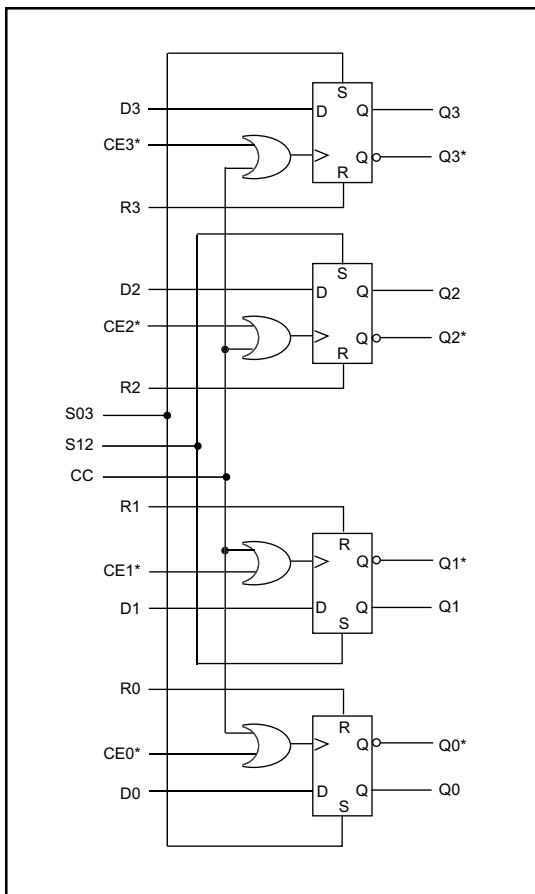 S
D3 D Q Q3
CE3*
Q Q3*
R
R3
S
D2 D Q Q2
CE2*
Q Q2*
R
R2
S03
S12
CC
R1
R
Q Q1*
CE1*
D1 D Q Q1
S
R0
R
Q Q0*
CE0*
D0 D Q Q0
S